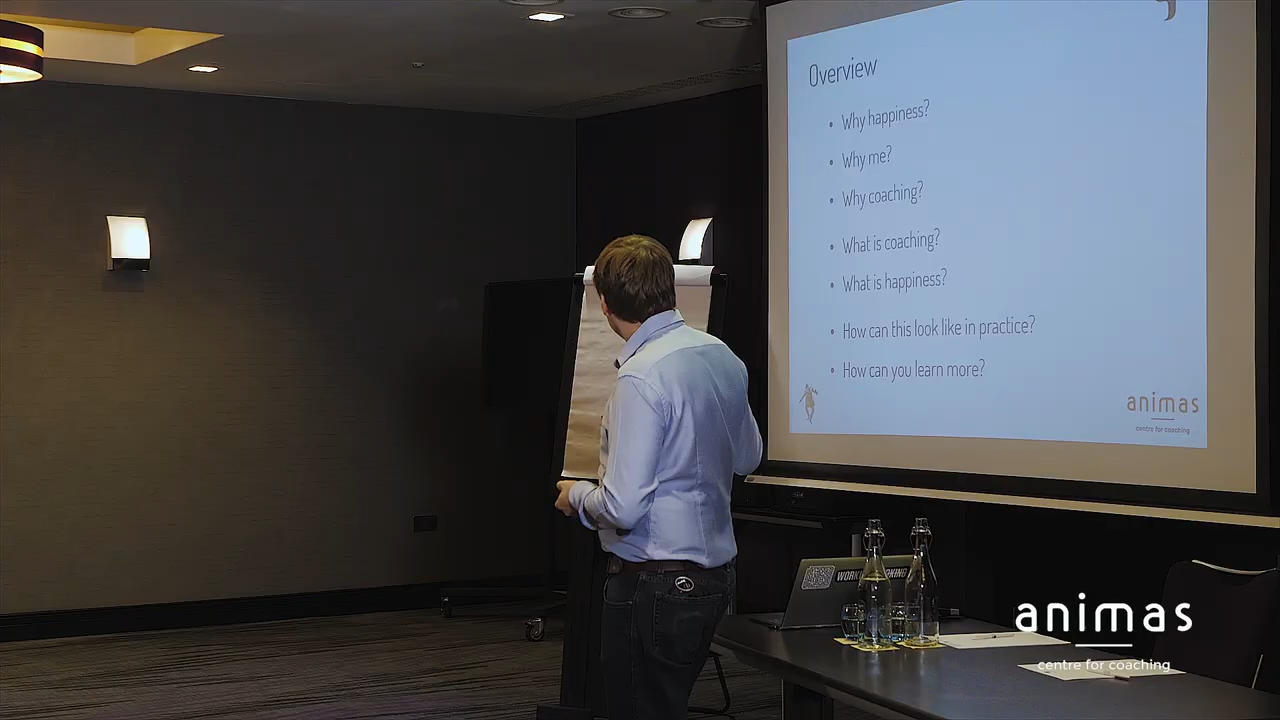 Overview
• Why happiness?
• Why me?
• Why coaching?
• What is coaching?
• What is happiness?
• How can this look like in practice?
• How can you learn more?
animas
centre for coaching
animas
centre for coaching